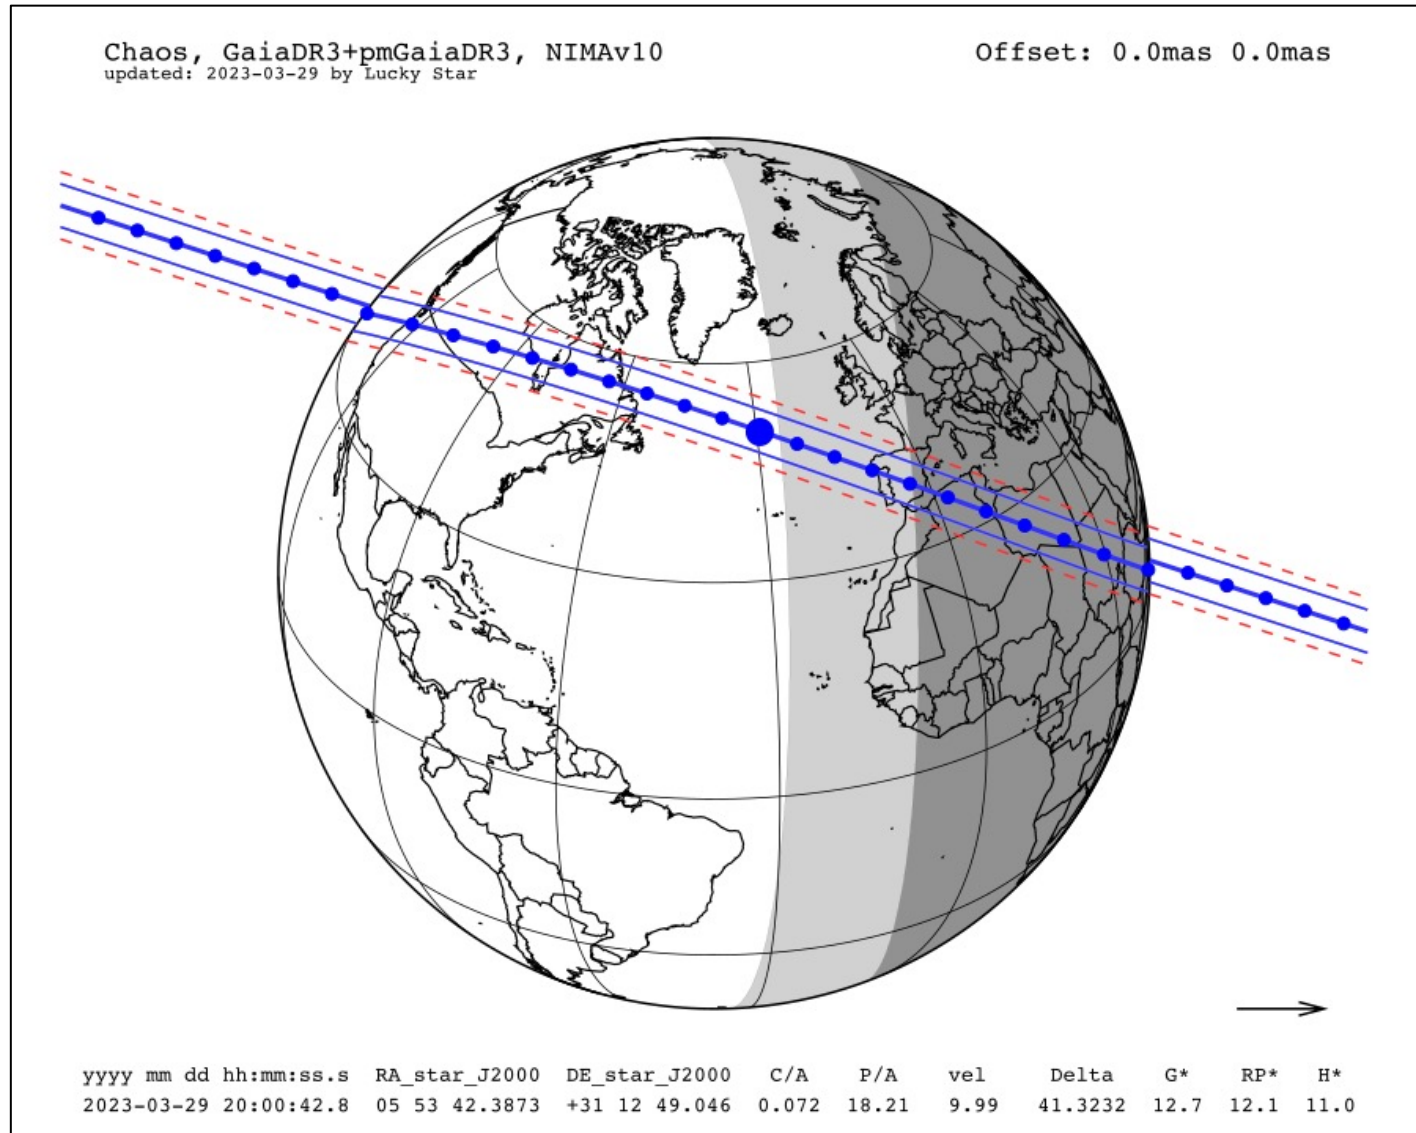 Chaos, GaiaDR3+pmGaiaDR3, NIMAv10 Offset: 0.0mas 0.0mas
updated: 2023-03-29 by Lucky Star
yyyy mm dd hh:mm:ss.s RA_star_J2000 DE_star_J2000 C/A P/A vel Delta G* RP* H*
2023-03-29 20:00:42.8 05 53 42.3873 +31 12 49.046 0.072 18.21 9.99 41.3232 12.7 12.1 11.0